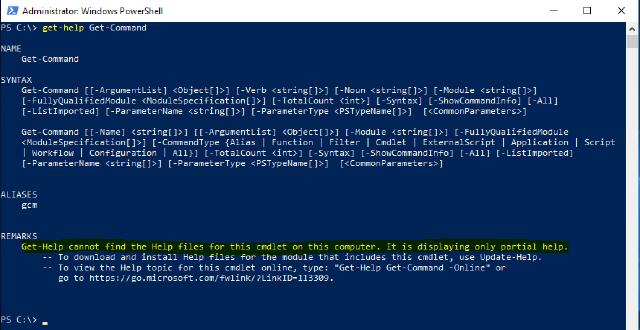 Administrator: Windows PowerShell
PS C:\> get-help Get-Command
NAME
Get-Command
SYNTAX
Get-Command [[-ArgumentList] <Object[]>] [-Verb <string[]>] [-Noun <string[]>] [-Module <string[]>]
[-FullyQualifiedModule <ModuleSpecification[]>] [-TotalCount <int>] [-Syntax] [-ShowCommandInfo] [-All]
[-ListImported] [-ParameterName <string[]>] [-ParameterType <PSTypeName[]>]  [<CommonParameters>]
Get-Command [[-Name] <string[]>] [[-ArgumentList] <Object[]>] [-Module <string[]>] [-FullyQualifiedModule
<ModuleSpecification[]>] [-CommandType {Alias | Function | Filter | Cmdlet | ExternalScript | Application | Script
| Workflow | Configuration | All}] [-TotalCount <int>] [-Syntax] [-ShowCommandInfo] [-All] [-ListImported]
[-ParameterName <string[]>] [-ParameterType <PSTypeName[]>]  [<CommonParameters>]
ALIASES
gcm
REMARKS
Get-Help cannot find the Help files for this cmdlet on this computer. It is displaying only partial help.
-- To download and install Help files for the module that includes this cmdlet, use Update-Help.
-- To view the Help topic for this cmdlet online, type: "Get-Help Get-Command -Online" or
go to https://go.microsoft.com/fwlink/?LinkID=113309.
PS C:\>